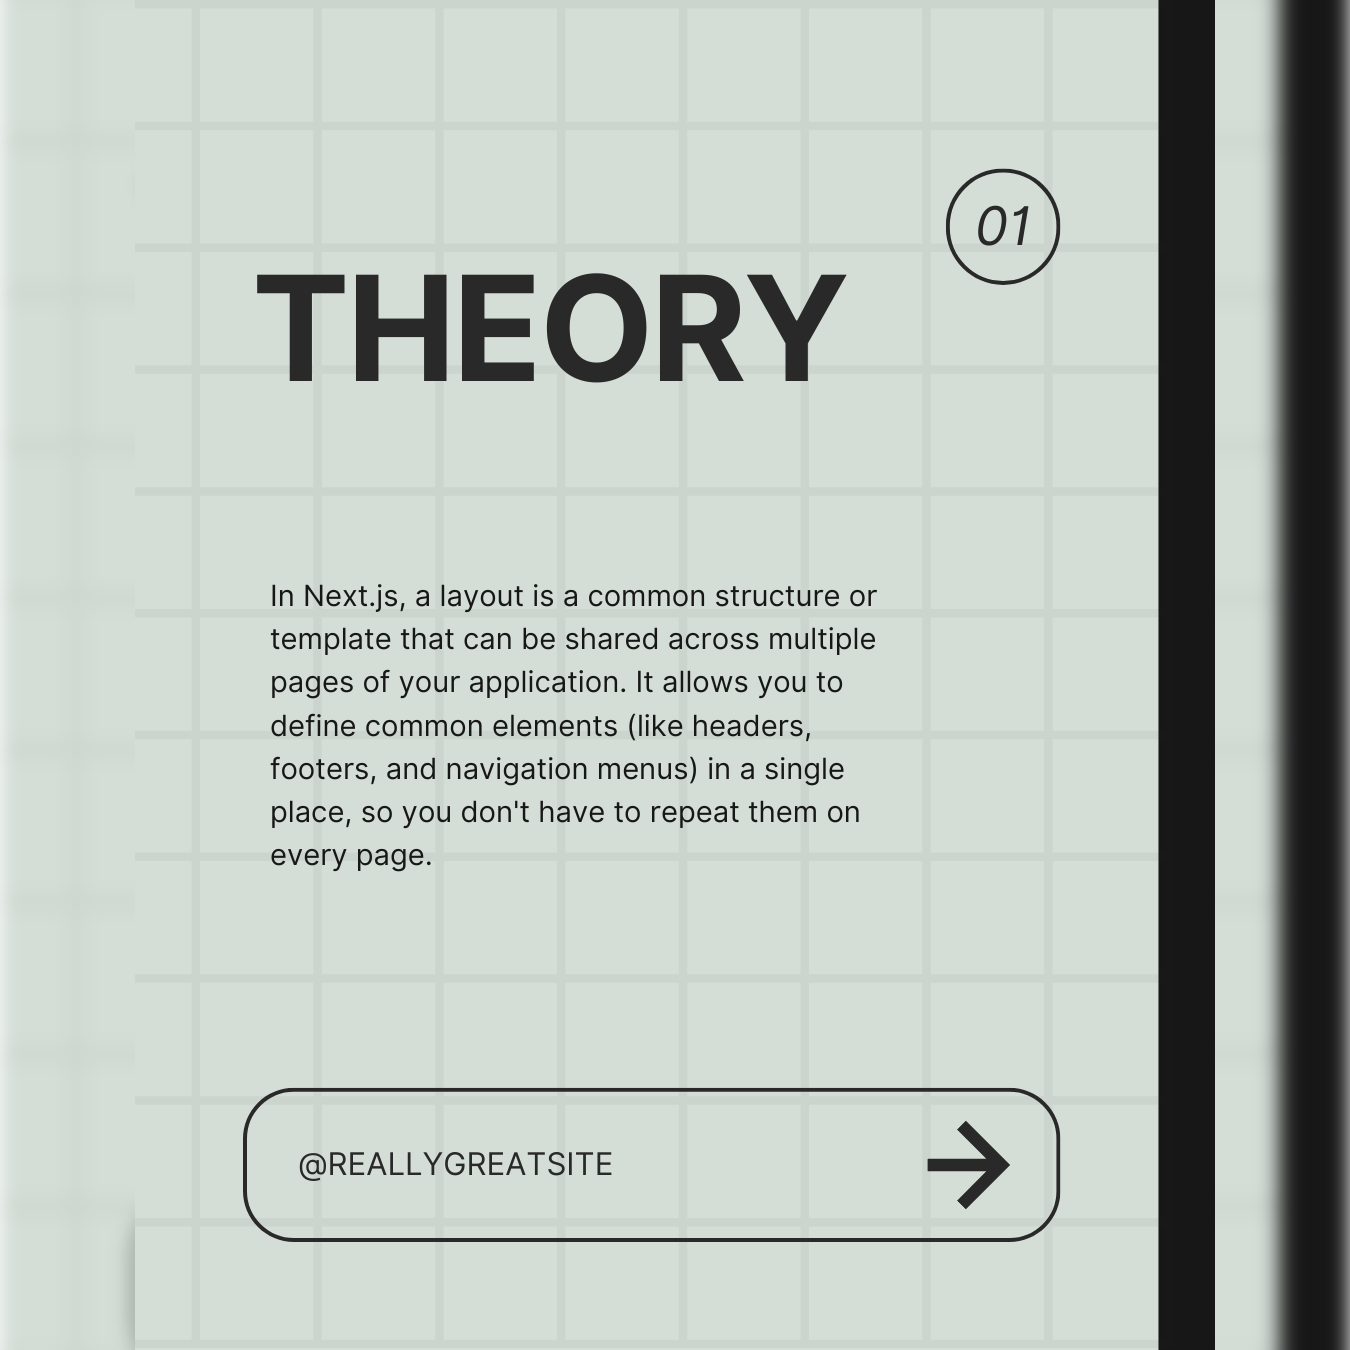 01
THEORY
In Next.js, a layout is a common structure or
template that can be shared across multiple
pages of your application. It allows you to
define common elements (like headers,
footers, and navigation menus) in a single
place, so you don't have to repeat them on
every page.
@REALLYGREATSITE